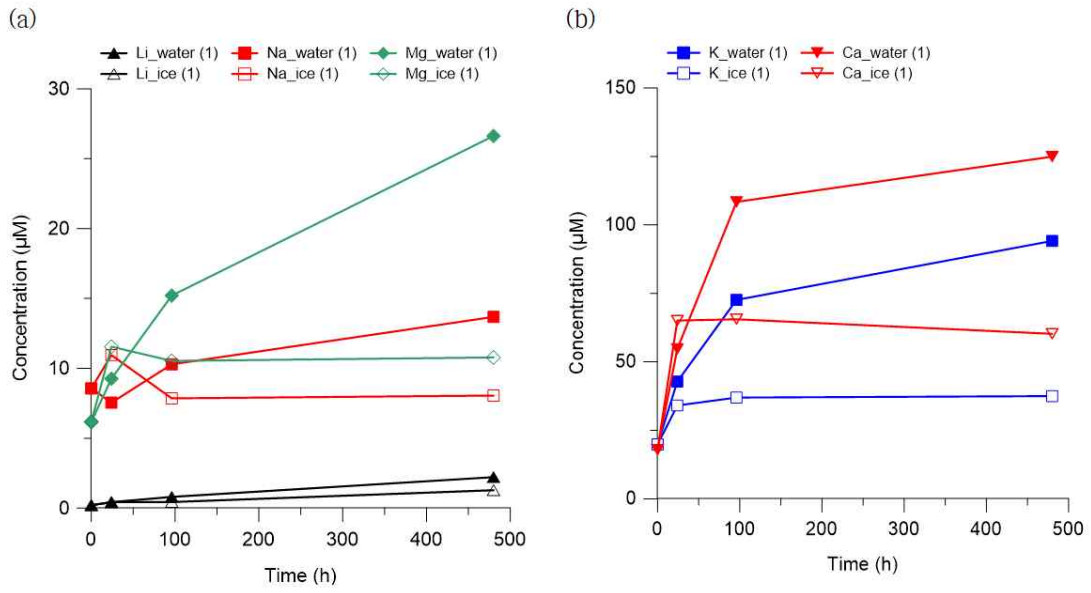 (a)
Li_water (1) Na_water (1) Mg_water (1)
Li_ice (1) Na_ice (1) Mg_ice (1)
30
20
10
0
Concentration (μM)
0 100 200 300 400 500
Time (h)
(b)
K_water (1) Ca_water (1)
K_ice (1) Ca_ice (1)
150
100
50
0
Concentration (μM)
0 100 200 300 400 500
Time (h)